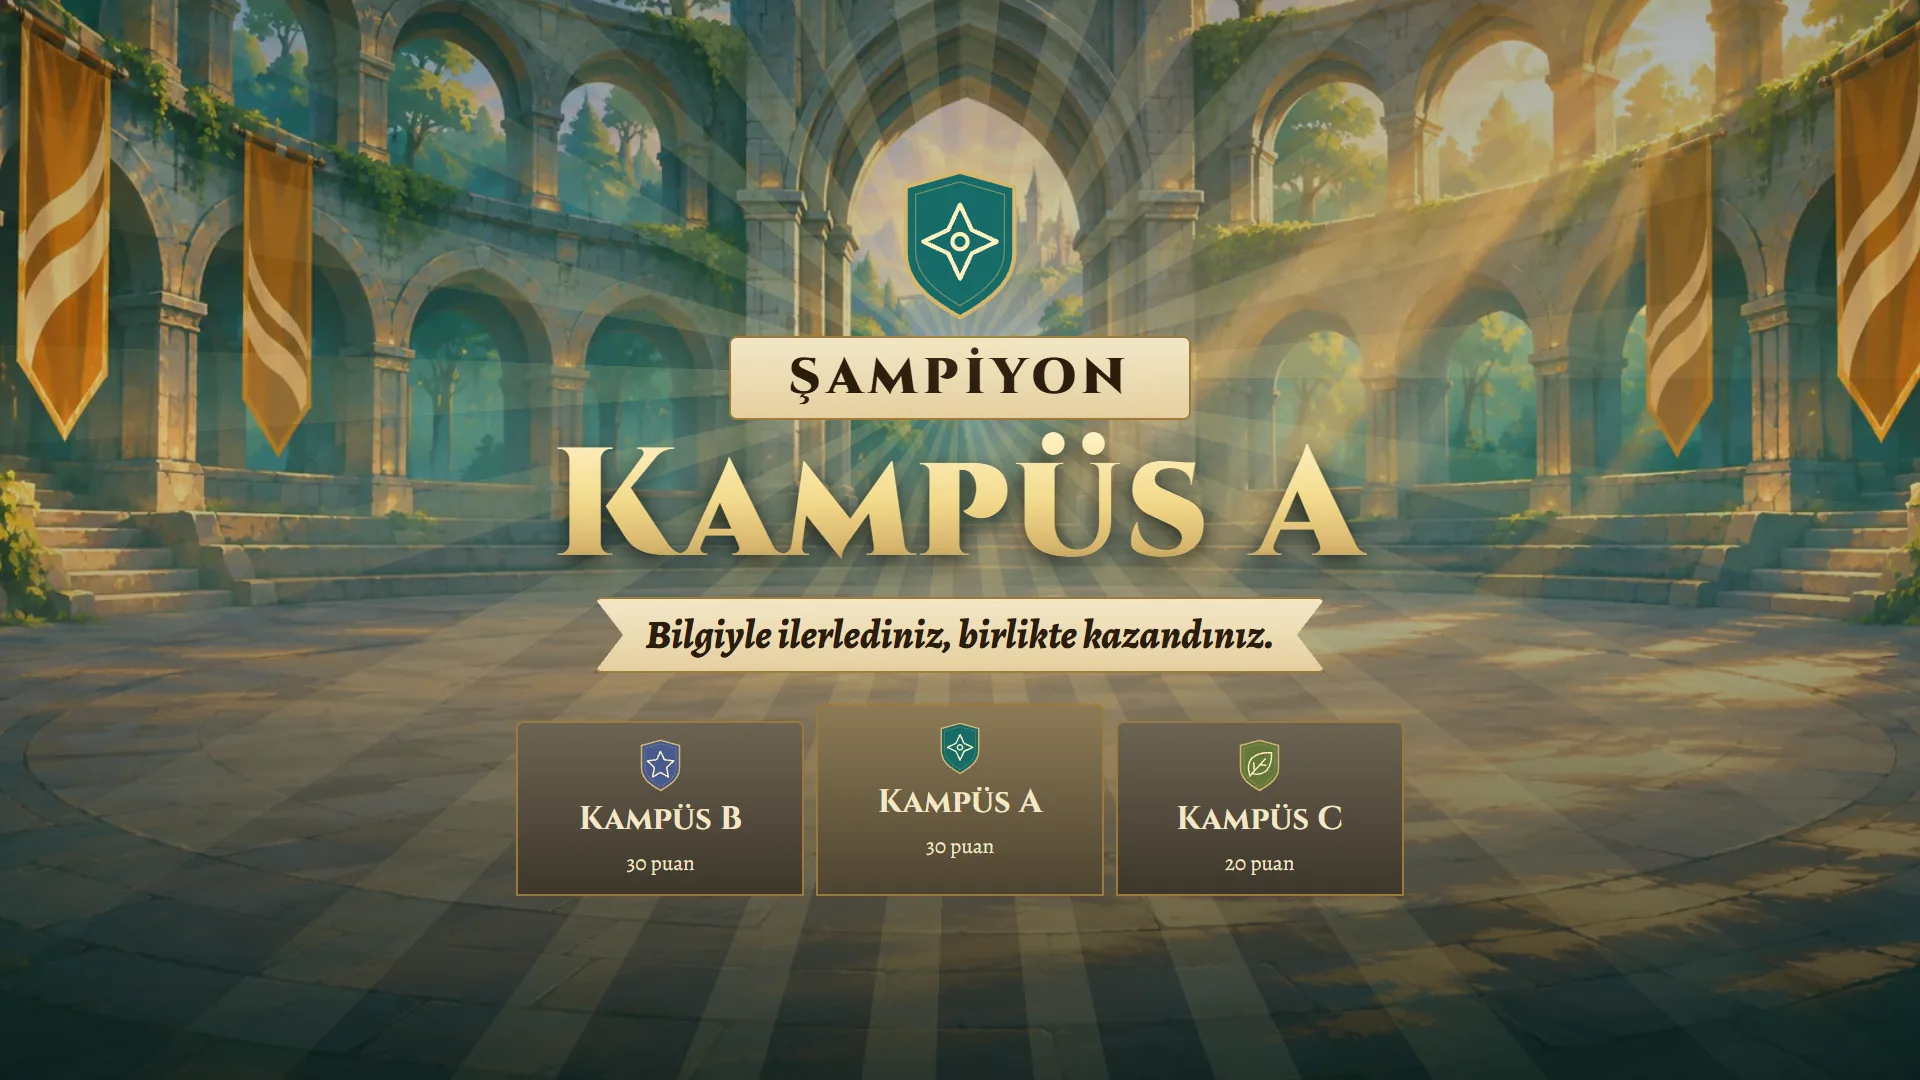 ŞAMPİYON
KAMPÜS A
Bilgiyle ilerlediniz, birlikte kazandınız.
KAMPÜS B
30 puan
KAMPÜS A
30 puan
KAMPÜS C
20 puan